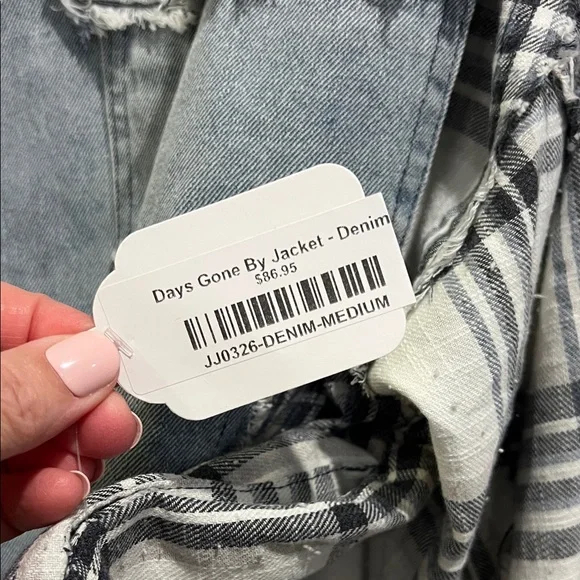 Days Gone By Jacket - Denim
$86.95
JJ0326-DENIM-MEDIUM